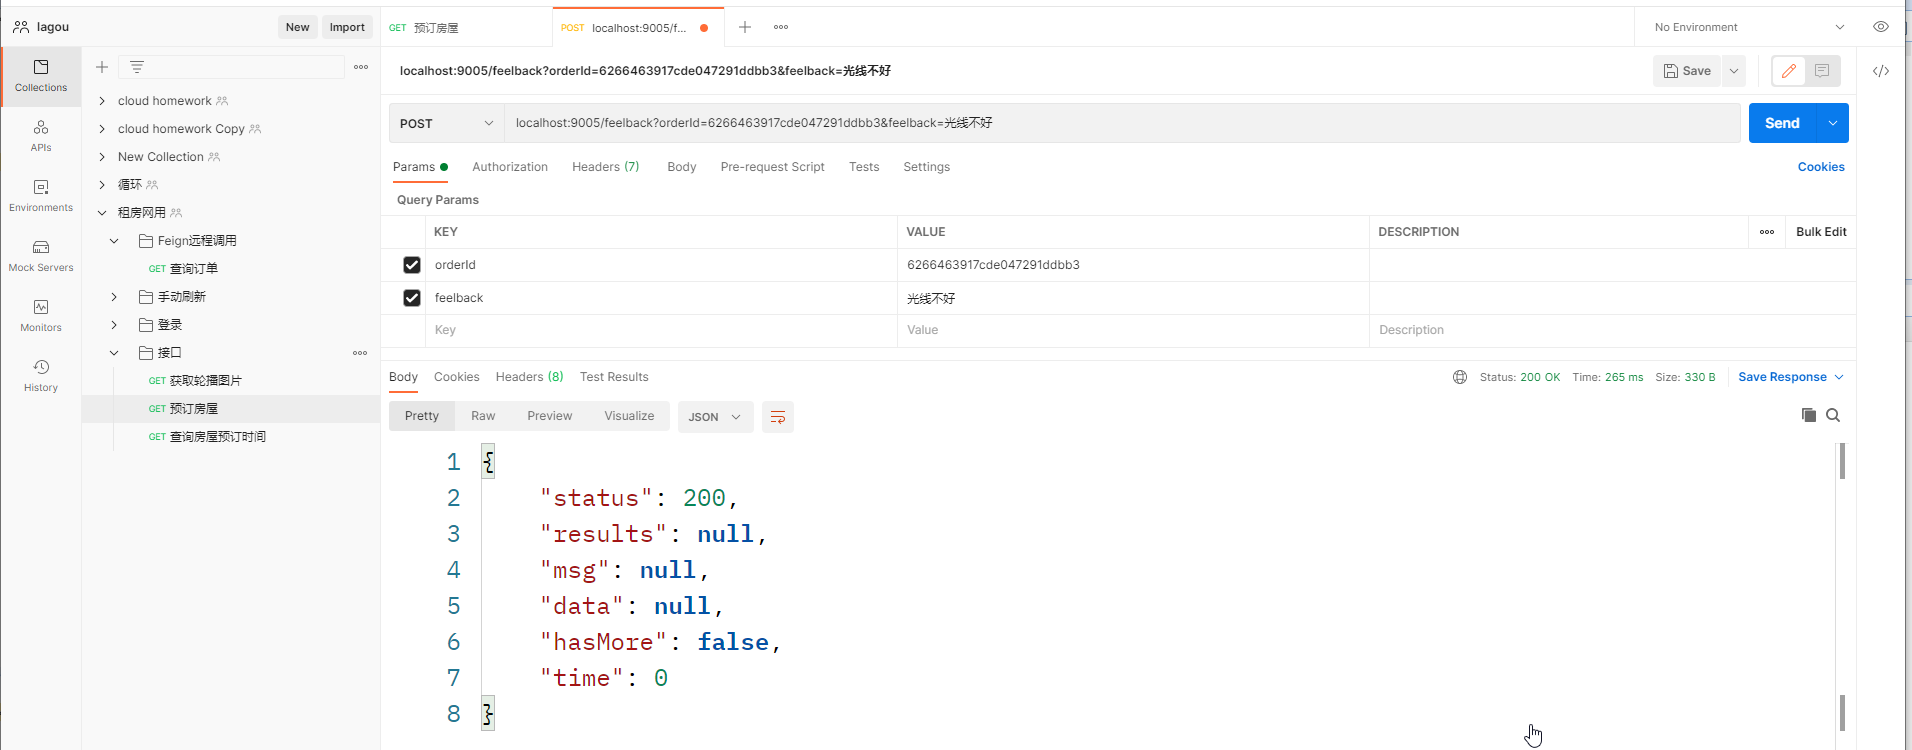 lagou
New
Import
GET 预订房屋
POST localhost:9005/f...
No Environment
Collections
APIs
Environments
Mock Servers
Monitors
History
cloud homework
cloud homework Copy
New Collection
循环
租房网用
Feign远程调用
GET 查询订单
手动刷新
登录
接口
GET 获取轮播图片
GET 预订房屋
GET 查询房屋预订时间
localhost:9005/feelback?orderId=6266463917cde047291ddbb3&feelback=光线不好
Save
POST
localhost:9005/feelback?orderId=6266463917cde047291ddbb3&feelback=光线不好
Send
Params
Authorization
Headers (7)
Body
Pre-request Script
Tests
Settings
Cookies
Query Params
KEY VALUE DESCRIPTION Bulk Edit
orderId 6266463917cde047291ddbb3
feelback 光线不好
Key Value Description
Body Cookies Headers (8) Test Results
Status: 200 OK Time: 265 ms Size: 330 B Save Response
Pretty Raw Preview Visualize JSON
1 {
2 "status": 200,
3 "results": null,
4 "msg": null,
5 "data": null,
6 "hasMore": false,
7 "time": 0
8 }